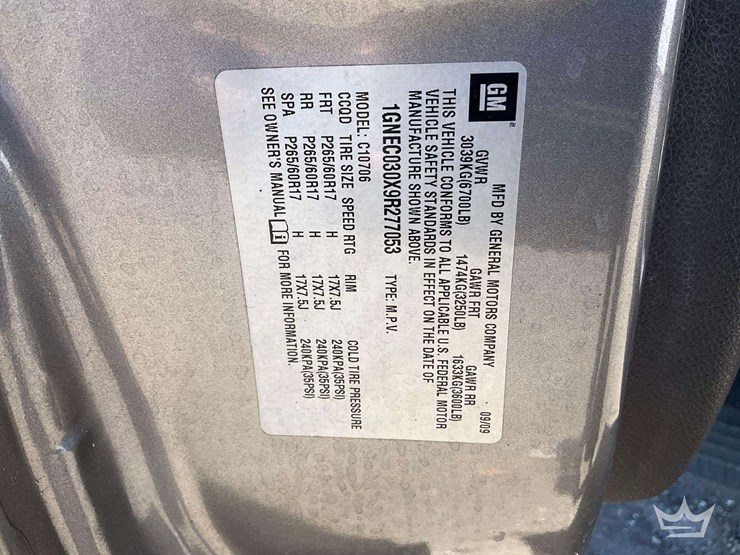 GM
MFD BY GENERAL MOTORS COMPANY 09/09
GVWR GAWR FRT GAWR RR
3039KG(6700LB) 1474KG(3250LB) 1633KG(3600LB)
THIS VEHICLE CONFORMS TO ALL APPLICABLE U.S. FEDERAL MOTOR
VEHICLE SAFETY STANDARDS IN EFFECT ON THE DATE OF
MANUFACTURE SHOWN ABOVE.
1GNEC030X9R277053 TYPE: M.P.V.
MODEL: C10706
CCQD TIRE SIZE SPEED RTG RIM COLD TIRE PRESSURE
FRT P265/60R17 H 17X7.5J 240KPA(35PSI)
RR P265/60R17 H 17X7.5J 240KPA(35PSI)
SPA P265/60R17 H 17X7.5J 240KPA(35PSI)
SEE OWNER'S MANUAL FOR MORE INFORMATION.